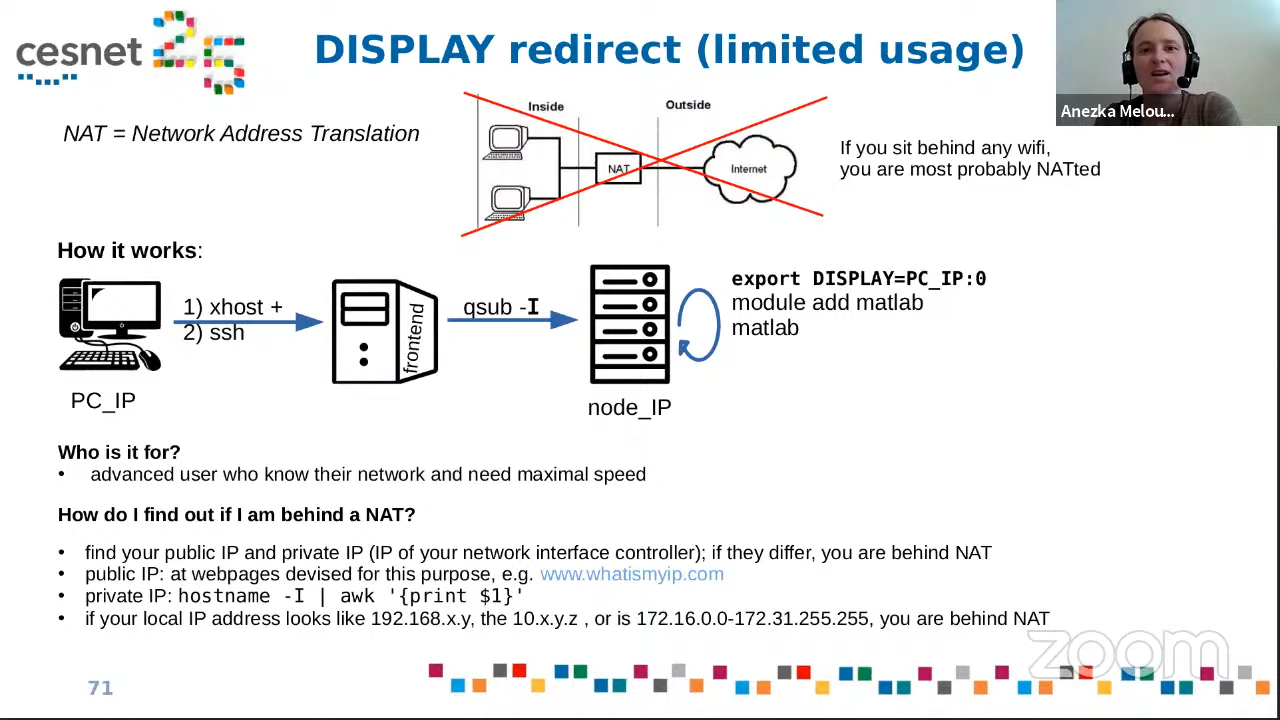 cesnet 25
DISPLAY redirect (limited usage)
Anezka Melou...
NAT = Network Address Translation
Inside
Outside
NAT
Internet
If you sit behind any wifi,
you are most probably NATted
How it works:
1) xhost +
2) ssh
frontend
qsub -I
export DISPLAY=PC_IP:0
module add matlab
matlab
PC_IP
node_IP
Who is it for?
• advanced user who know their network and need maximal speed
How do I find out if I am behind a NAT?
• find your public IP and private IP (IP of your network interface controller); if they differ, you are behind NAT
• public IP: at webpages devised for this purpose, e.g. www.whatismyip.com
• private IP: hostname -I | awk '{print $1}'
• if your local IP address looks like 192.168.x.y, the 10.x.y.z , or is 172.16.0.0-172.31.255.255, you are behind NAT
zoom
71